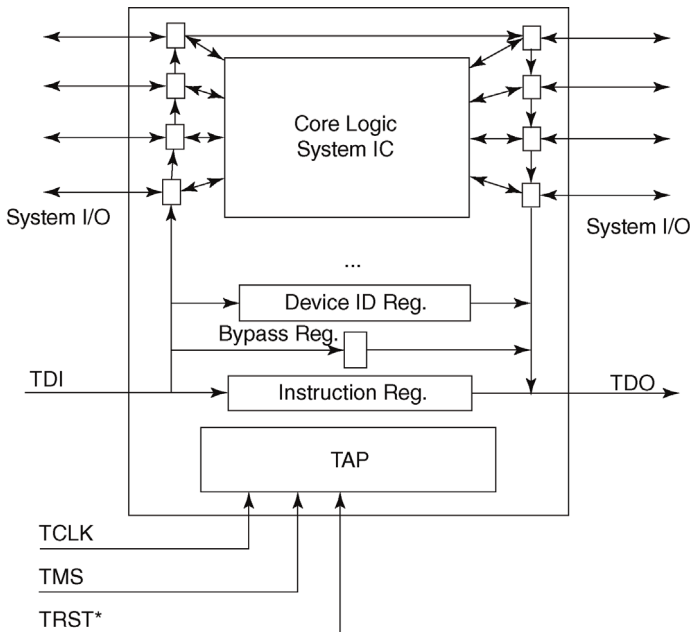 Core Logic
System IC
System I/O
System I/O
...
Device ID Reg.
Bypass Reg.
TDI
Instruction Reg.
TDO
TAP
TCLK
TMS
TRST*